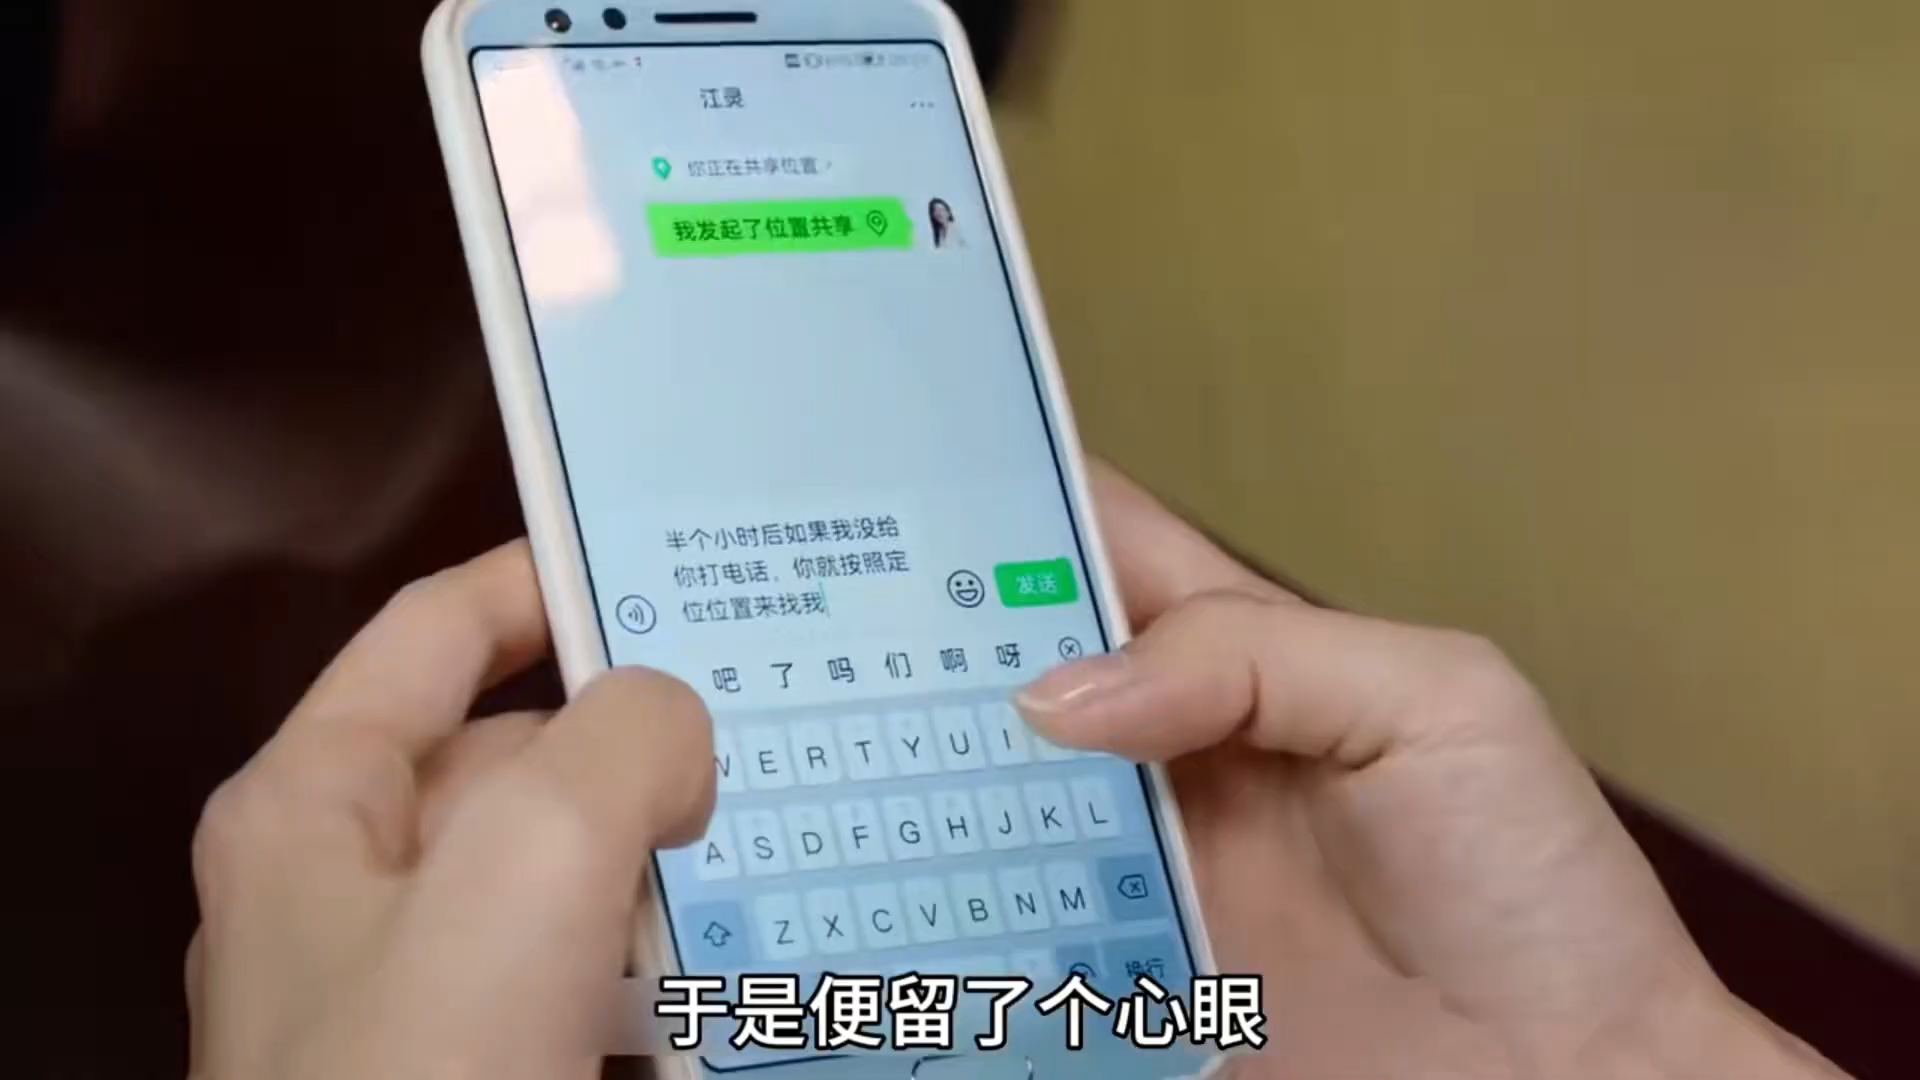 江灵
你正在共享位置
我发起了位置共享
半个小时后如果我没给
你打电话，你就按照定
位位置来找我
发送
吧 了 吗 们 啊 呀
W E R T Y U I
A S D F G H J K L
Z X C V B N M
换行
于是便留了个心眼